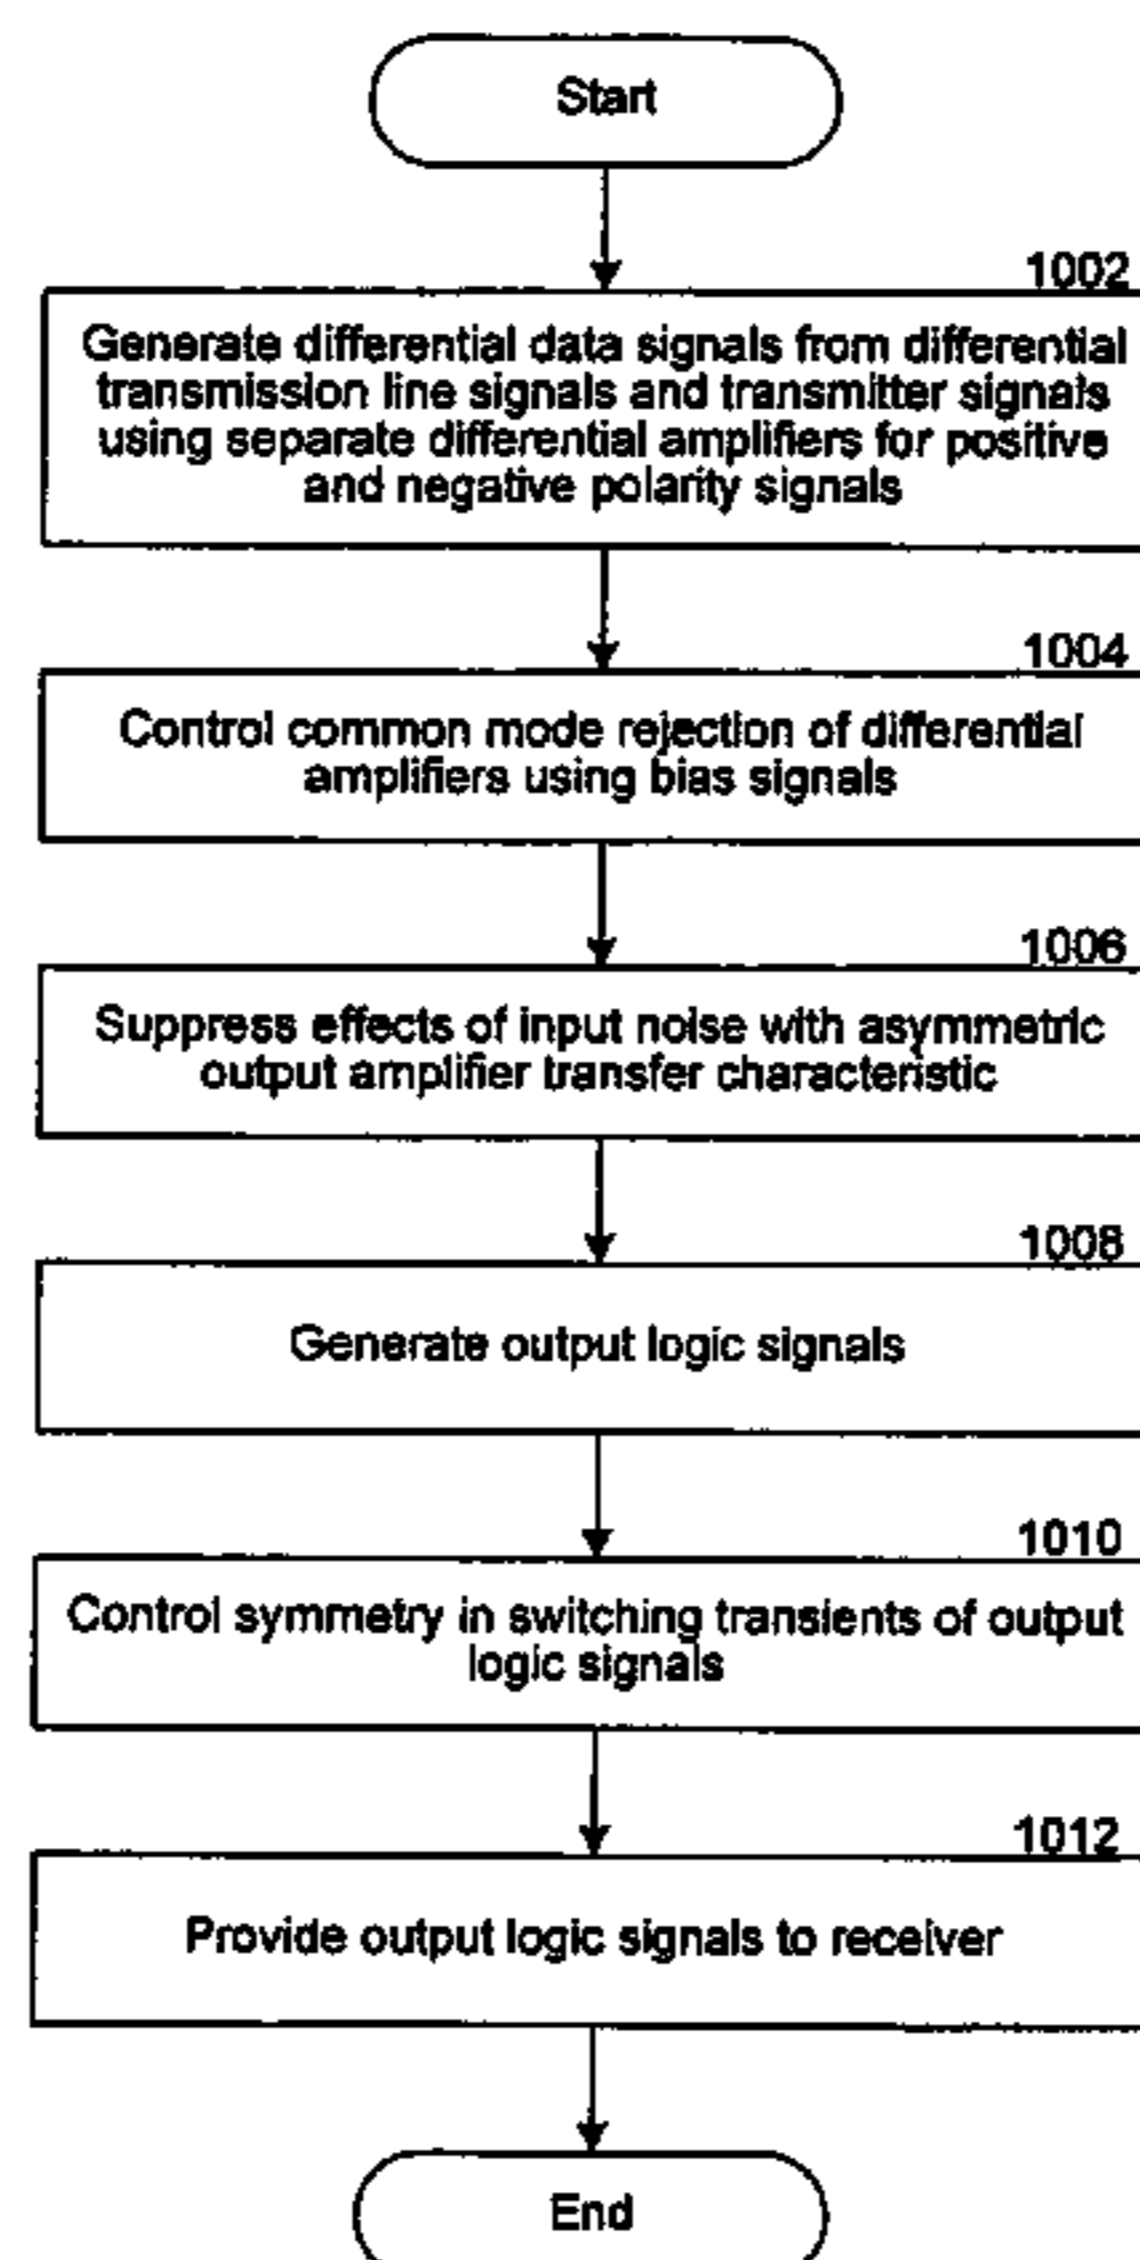 Start
1002
Generate differential data signals from differential
transmission line signals and transmitter signals
using separate differential amplifiers for positive
and negative polarity signals
1004
Control common mode rejection of differential
amplifiers using bias signals
1006
Suppress effects of input noise with asymmetric
output amplifier transfer characteristic
1008
Generate output logic signals
1010
Control symmetry in switching transients of output
logic signals
1012
Provide output logic signals to receiver
End